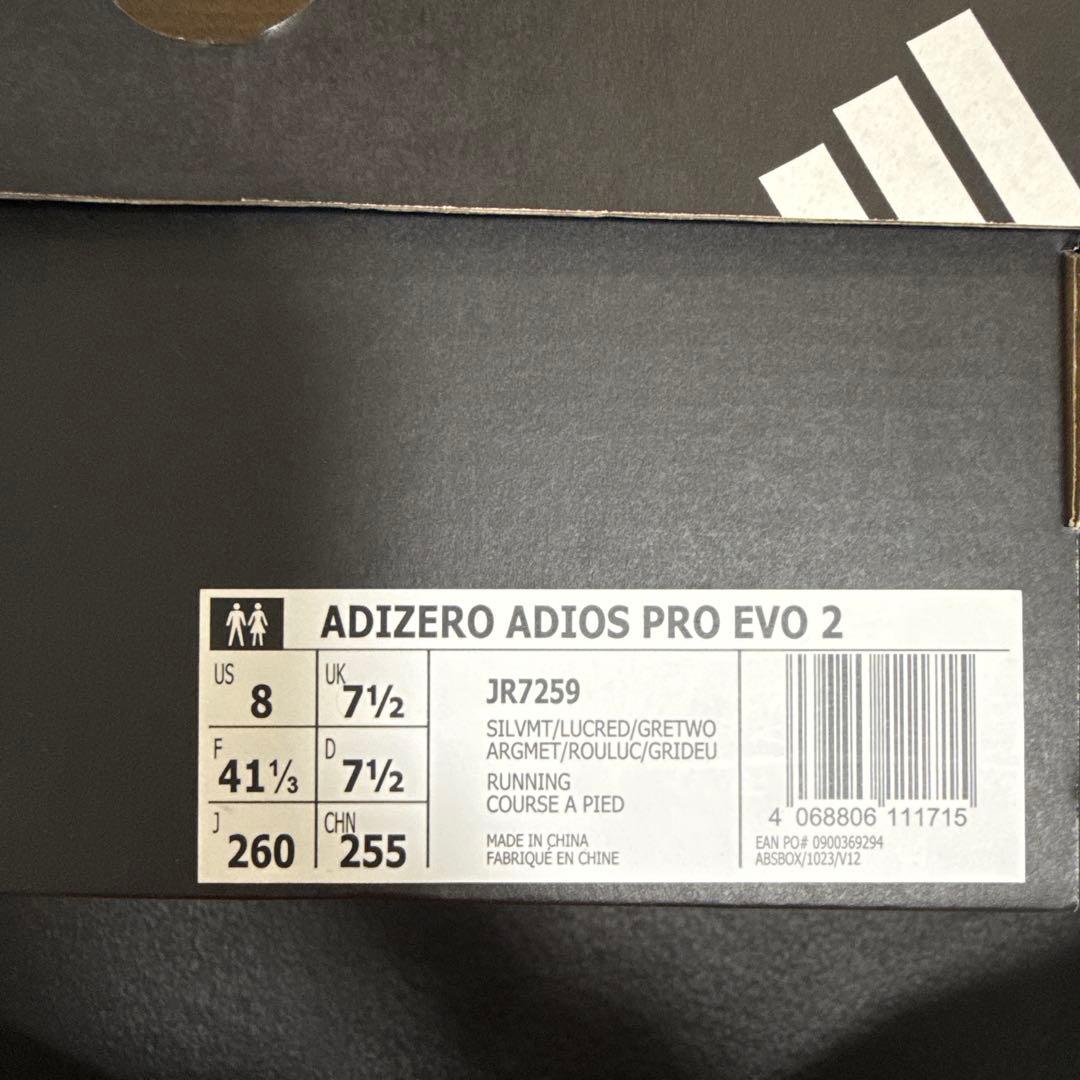 ADIZERO ADIOS PRO EVO 2
US 8
UK 7½
F 41⅓
D 7½
J 260
CHN 255
JR7259
SILVMT/LUCRED/GRETWO
ARGMET/ROULUC/GRIDEU
RUNNING
COURSE A PIED
MADE IN CHINA
FABRIQUÉ EN CHINE
4 068806 111715
EAN PO# 0900369294
ABSBOX/1023/V12